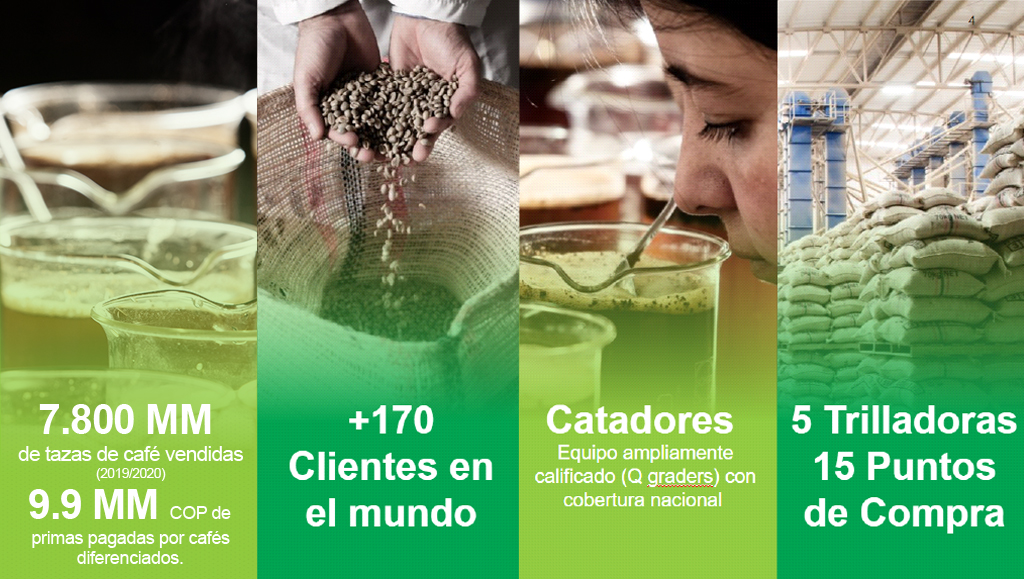 4
7.800 MM
de tazas de café vendidas
(2019/2020)
9.9 MM COP de
primas pagadas por cafés
diferenciados.
+170
Clientes en
el mundo
Catadores
Equipo ampliamente
calificado (Q graders) con
cobertura nacional
5 Trilladoras
15 Puntos
de Compra